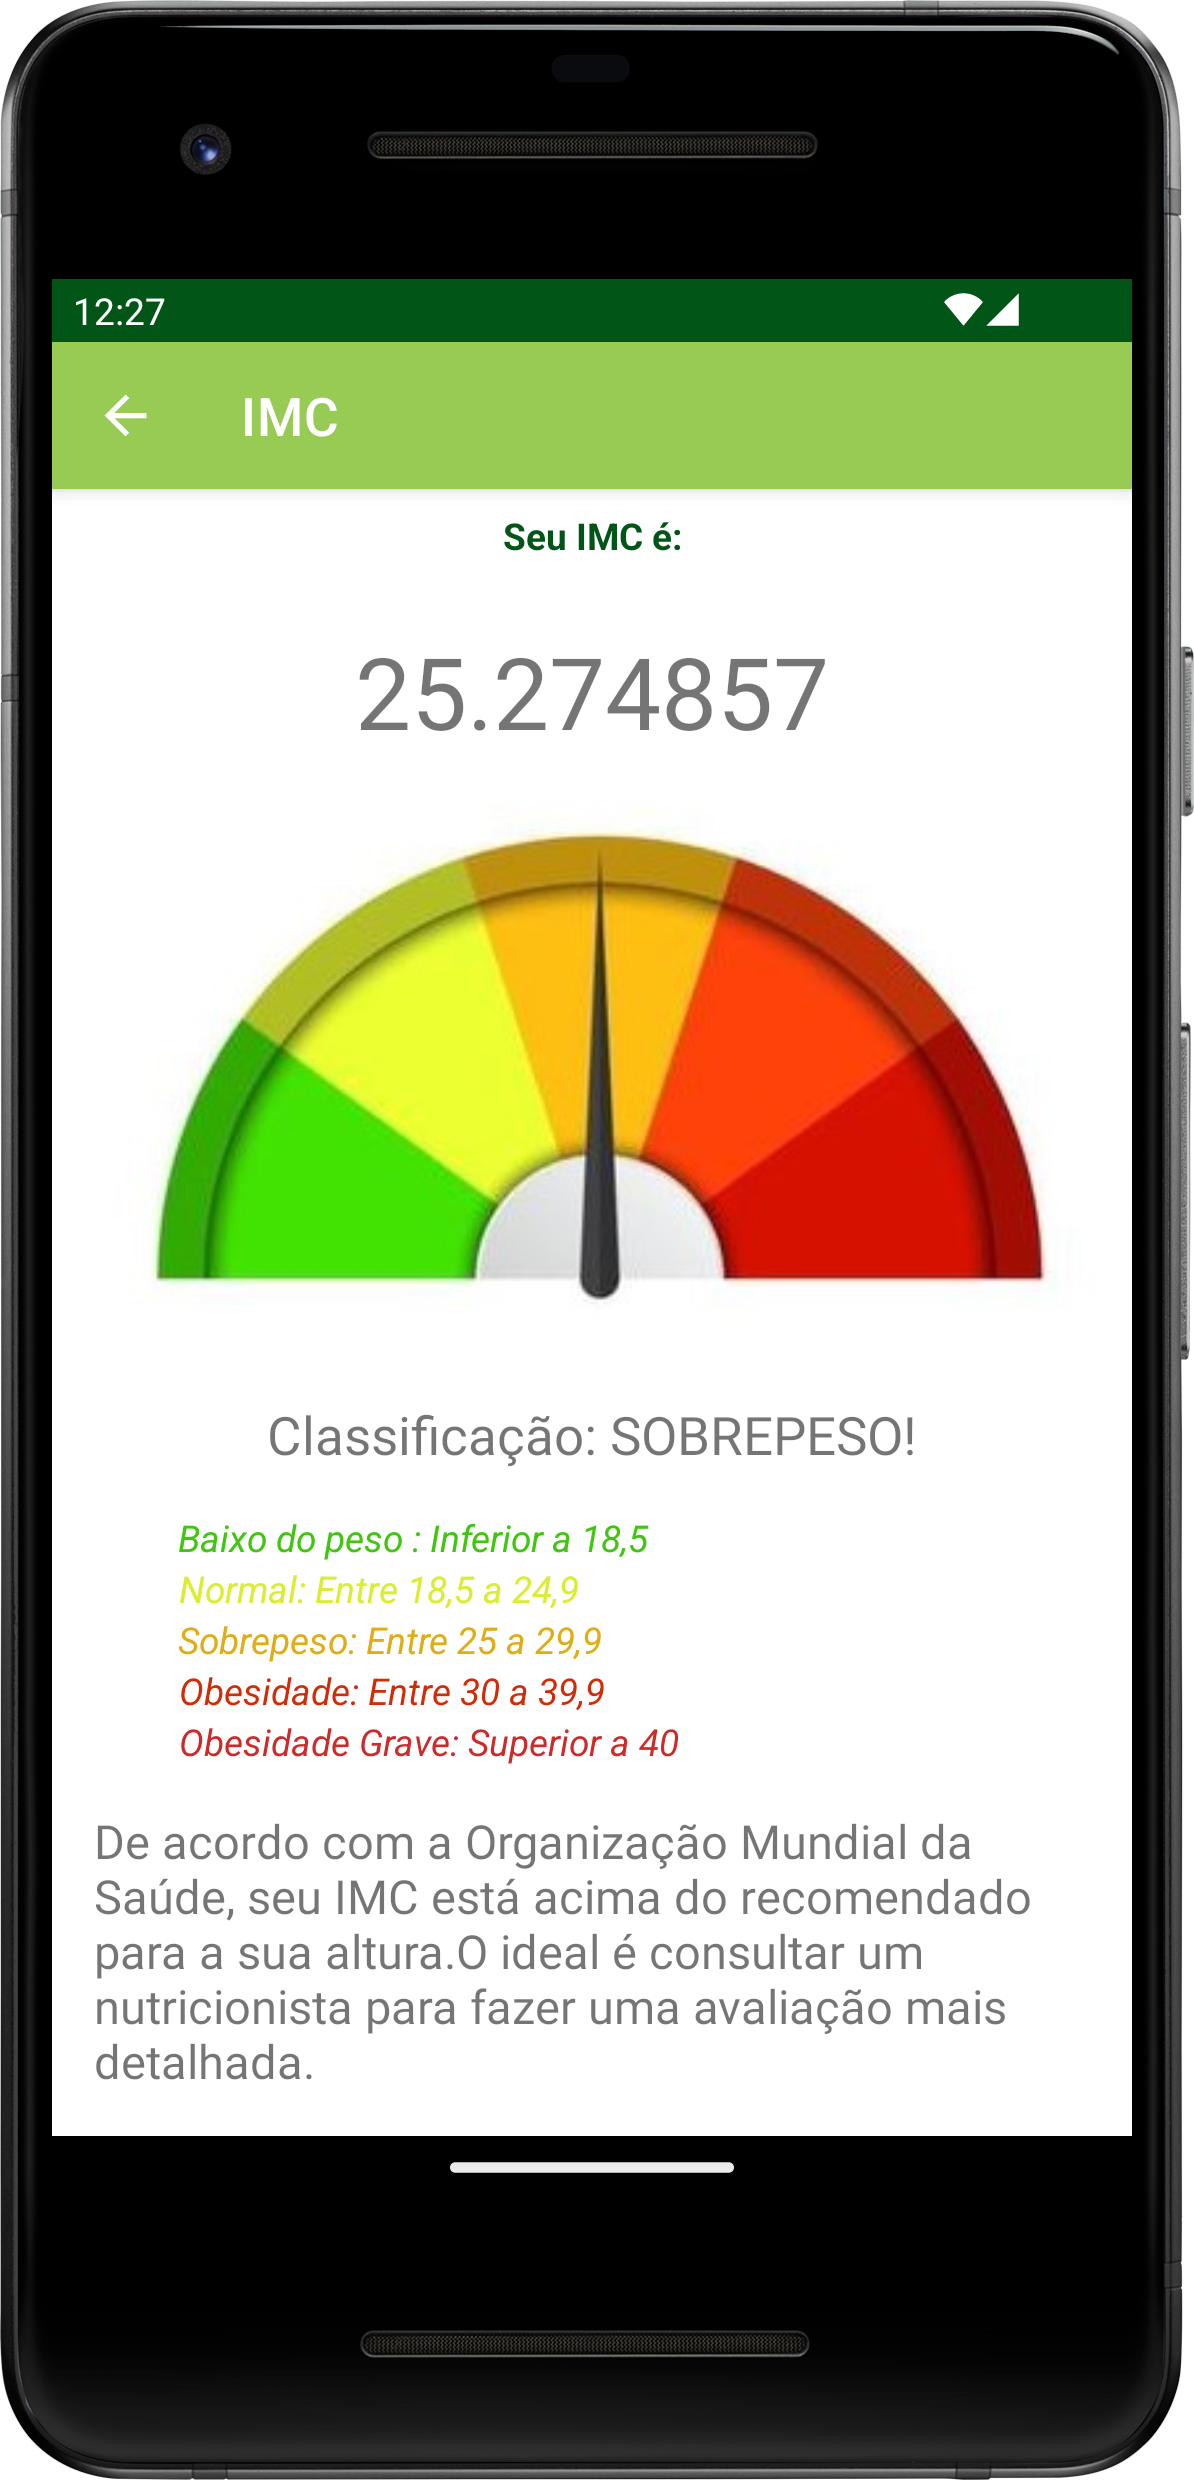 12:27
IMC
Seu IMC é:
25.274857
Classificação: SOBREPESO!
Baixo do peso : Inferior a 18,5
Normal: Entre 18,5 a 24,9
Sobrepeso: Entre 25 a 29,9
Obesidade: Entre 30 a 39,9
Obesidade Grave: Superior a 40
De acordo com a Organização Mundial da
Saúde, seu IMC está acima do recomendado
para a sua altura.O ideal é consultar um
nutricionista para fazer uma avaliação mais
detalhada.